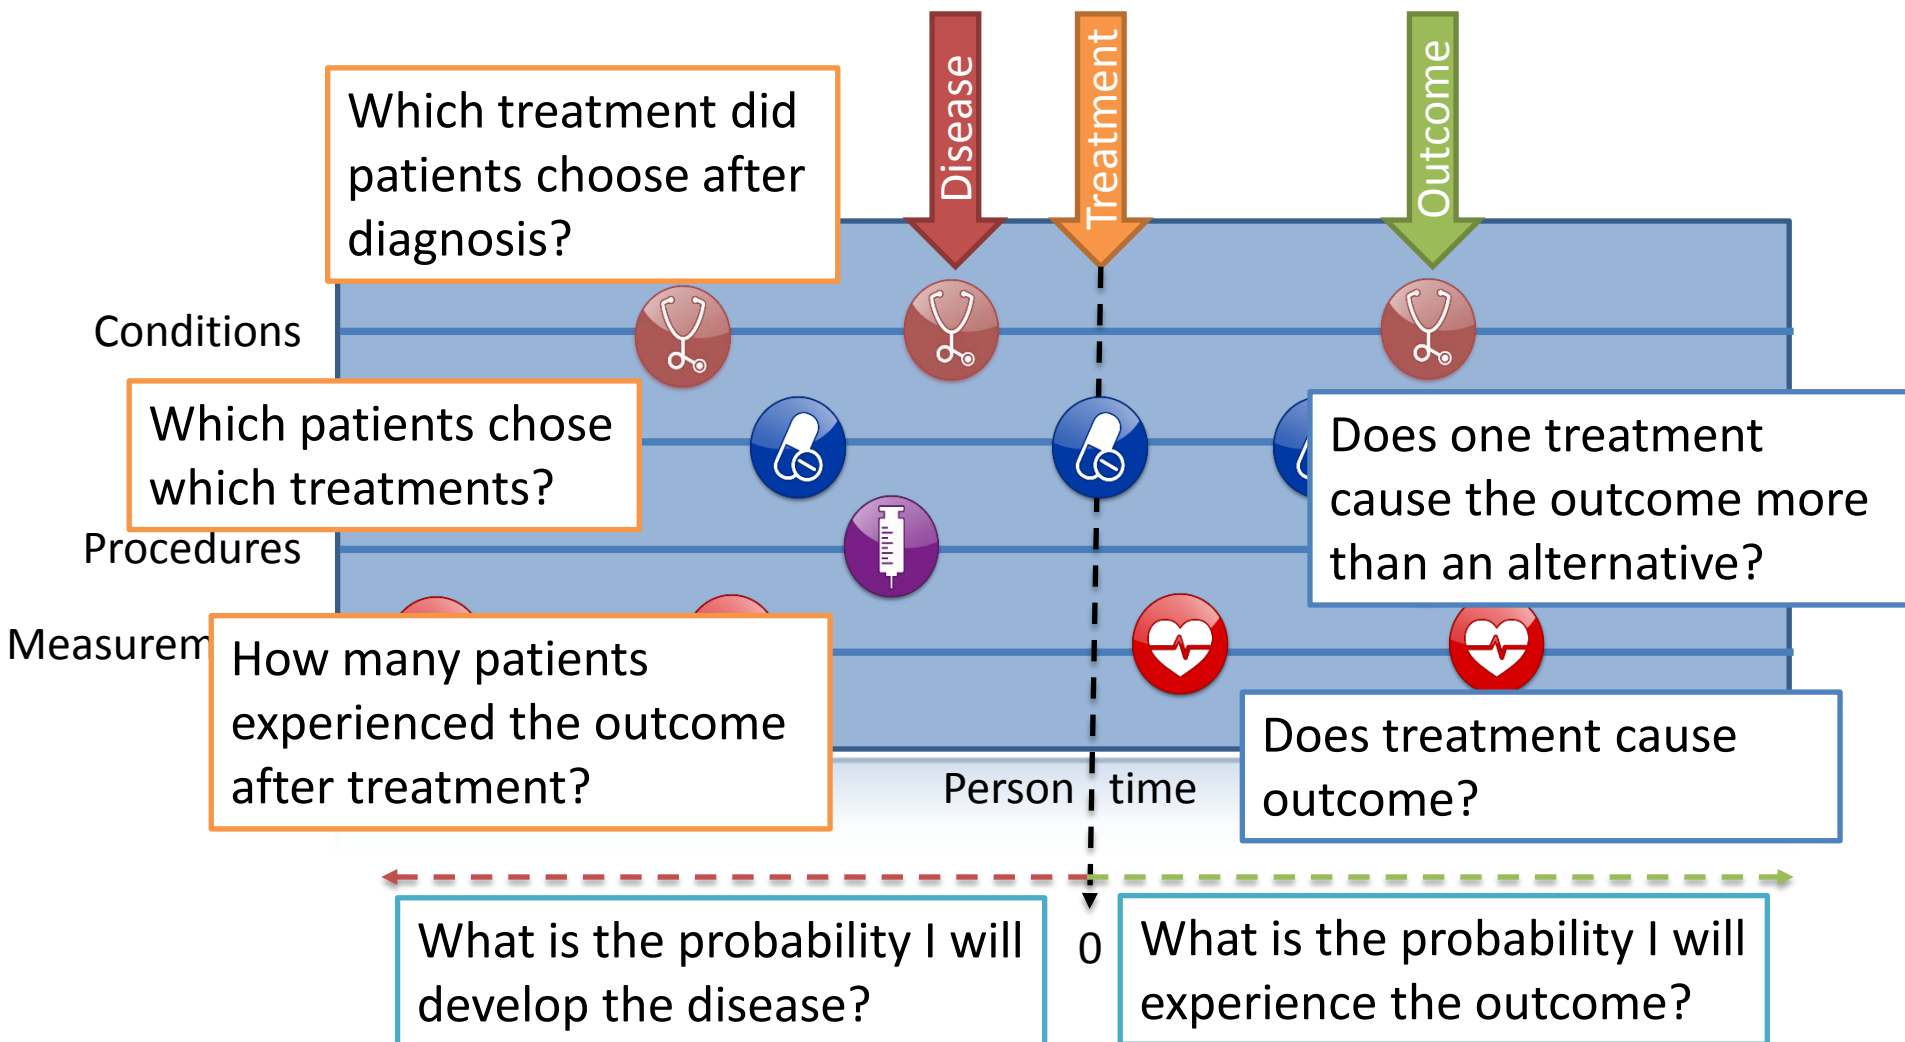 Disease
Treatment
Outcome
Which treatment did
patients choose after
diagnosis?
Conditions
Which patients chose
which treatments?
Does one treatment
cause the outcome more
than an alternative?
Procedures
Measurem
How many patients
experienced the outcome
after treatment?
Does treatment cause
outcome?
Person time
0
What is the probability I will
develop the disease?
What is the probability I will
experience the outcome?